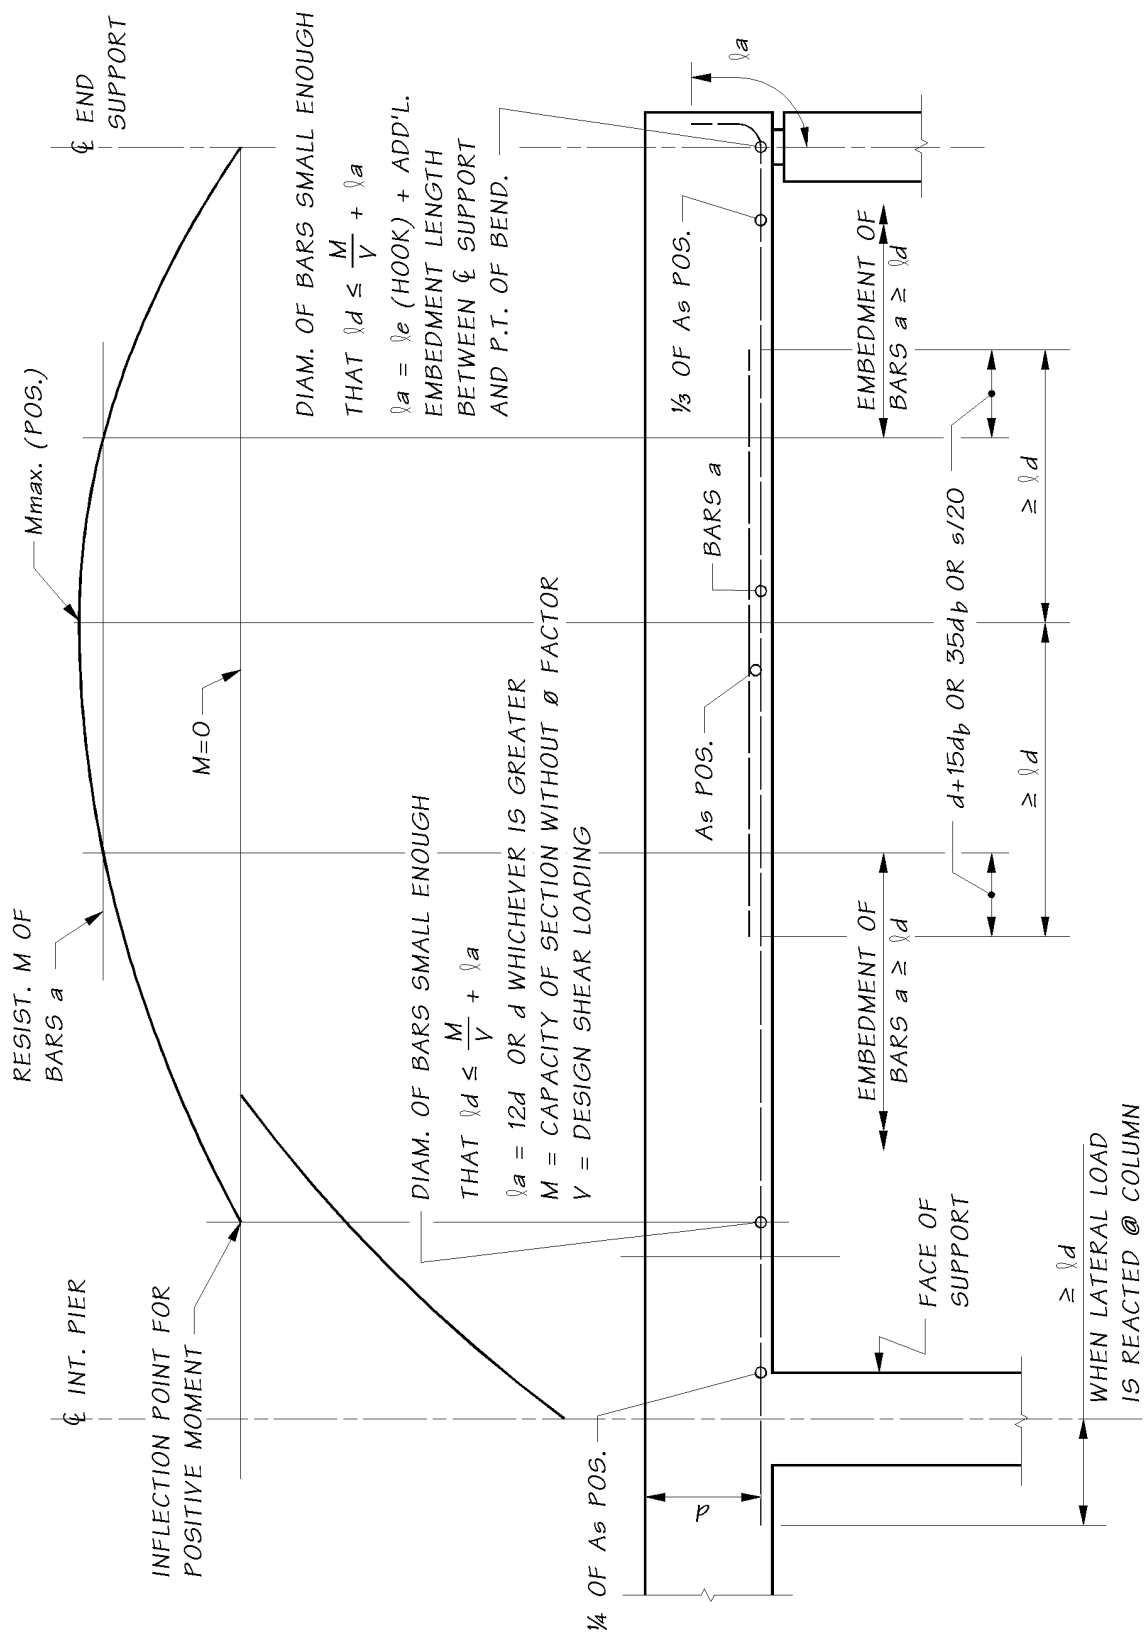 ℄ INT. PIER
INFLECTION POINT FOR
POSITIVE MOMENT
RESIST. M OF
BARS a
Mmax. (POS.)
℄ END
SUPPORT
M=0
DIAM. OF BARS SMALL ENOUGH
THAT ℓd ≤ M/V + ℓa
ℓa = ℓe (HOOK) + ADD'L.
EMBEDMENT LENGTH
BETWEEN ℄ SUPPORT
AND P.T. OF BEND.
DIAM. OF BARS SMALL ENOUGH
THAT ℓd ≤ M/V + ℓa
ℓa = 12d OR d WHICHEVER IS GREATER
M = CAPACITY OF SECTION WITHOUT Ø FACTOR
V = DESIGN SHEAR LOADING
¼ OF As POS.
d
As POS.
BARS a
⅓ OF As POS.
ℓa
FACE OF
SUPPORT
EMBEDMENT OF
BARS a ≥ ℓd
EMBEDMENT OF
BARS a ≥ ℓd
d+15db OR 35db OR s/20
≥ ℓd
≥ ℓd
≥ ℓd
WHEN LATERAL LOAD
IS REACTED @ COLUMN